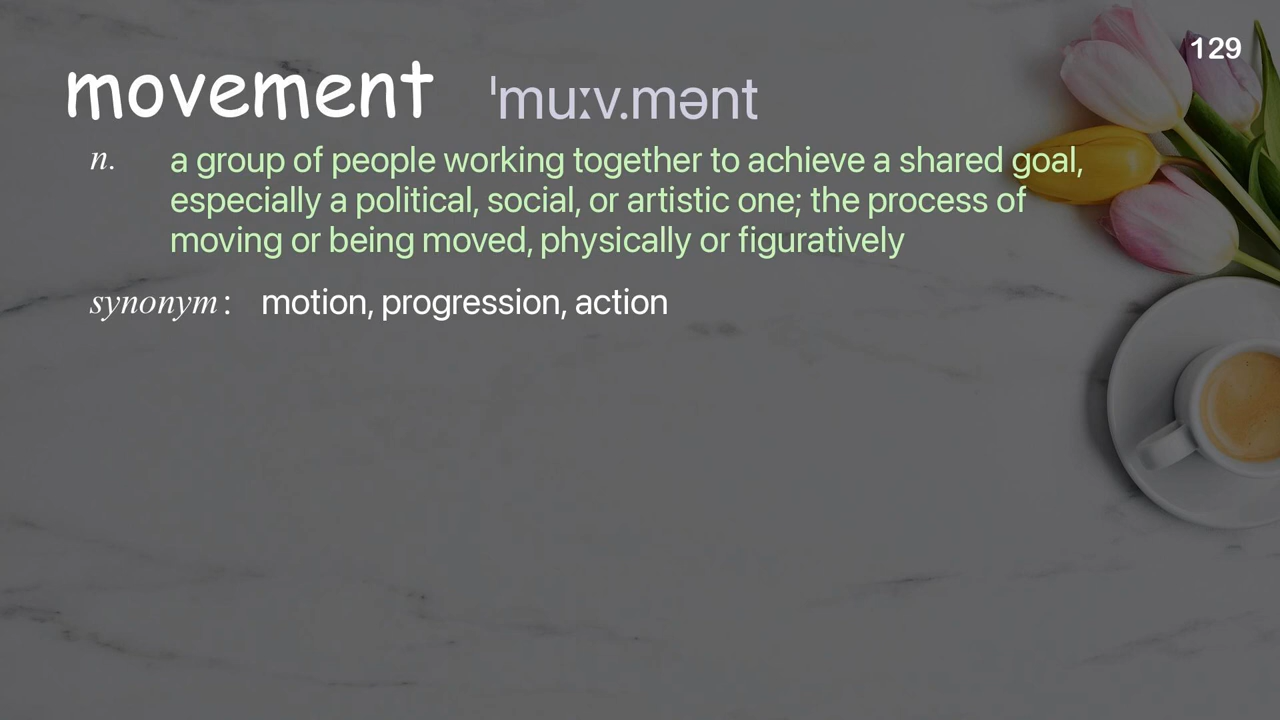 129
movement ˈmuːv.mənt
n. a group of people working together to achieve a shared goal,
especially a political, social, or artistic one; the process of
moving or being moved, physically or figuratively
synonym: motion, progression, action